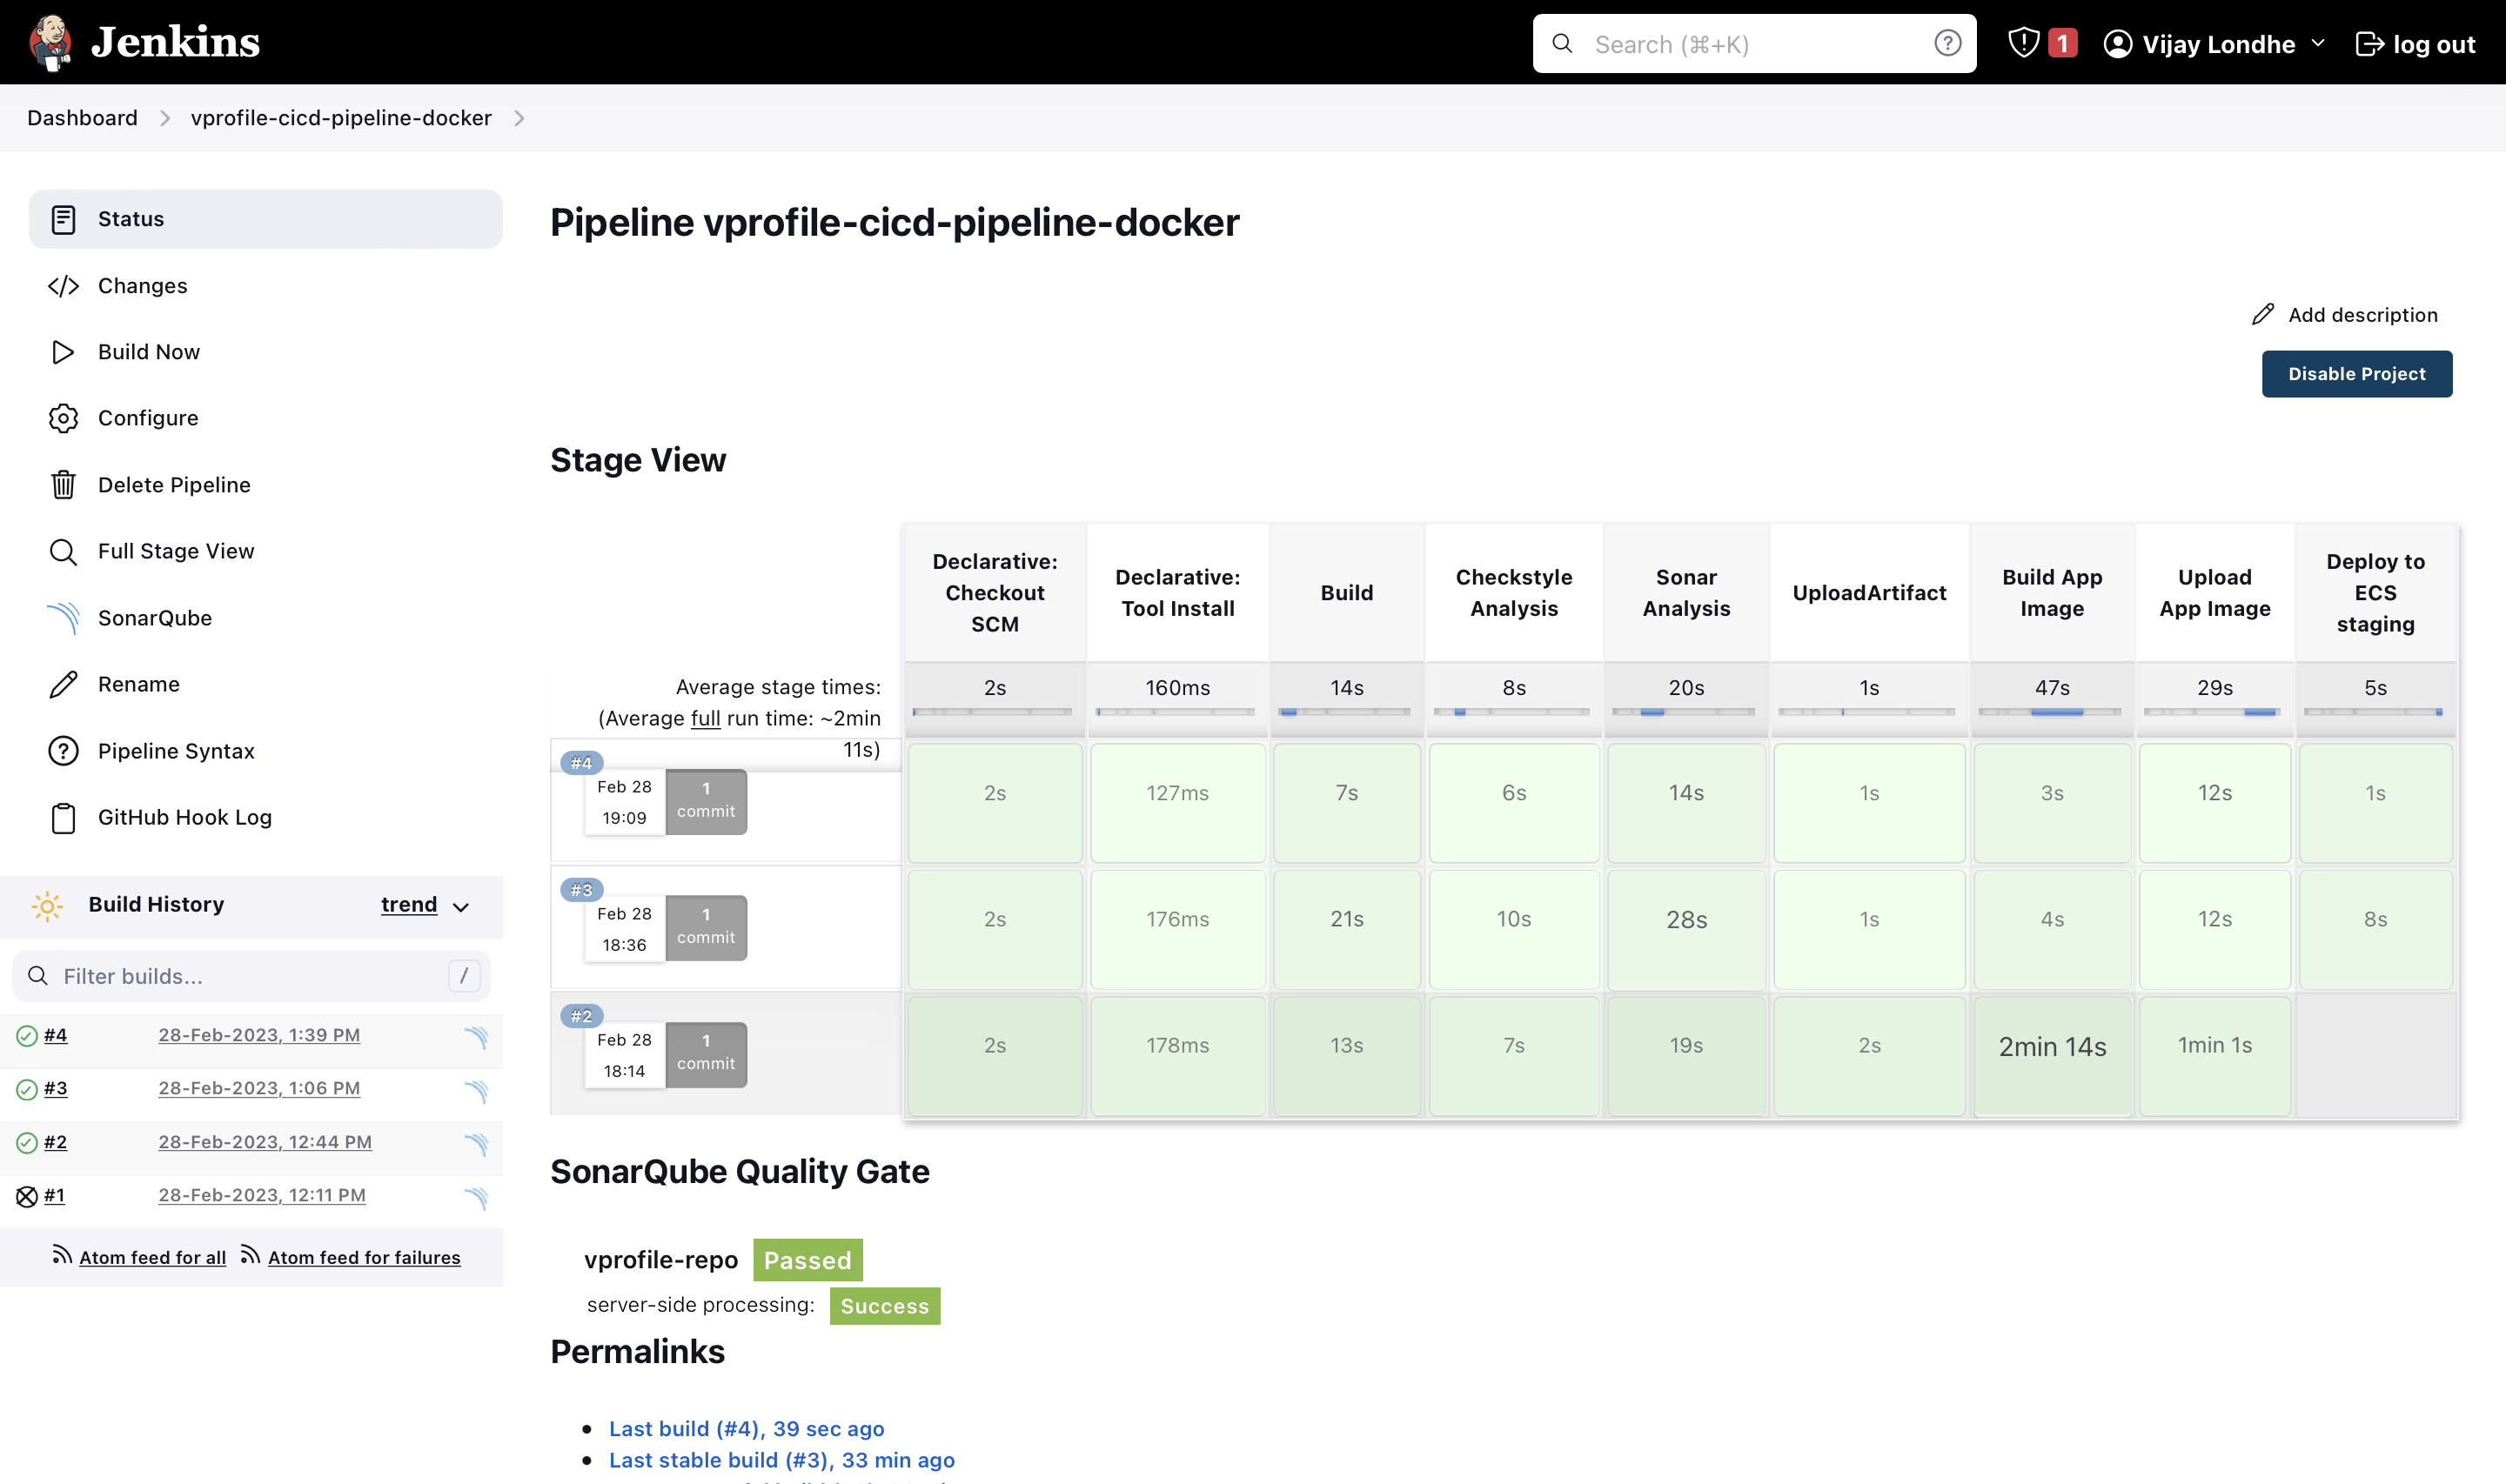 Jenkins
Search (⌘+K)
1
Vijay Londhe
log out
Dashboard
vprofile-cicd-pipeline-docker
Status
Changes
Build Now
Configure
Delete Pipeline
Full Stage View
SonarQube
Rename
Pipeline Syntax
GitHub Hook Log
Build History
trend
Filter builds...
/
#4 28-Feb-2023, 1:39 PM
#3 28-Feb-2023, 1:06 PM
#2 28-Feb-2023, 12:44 PM
#1 28-Feb-2023, 12:11 PM
Atom feed for all Atom feed for failures
Pipeline vprofile-cicd-pipeline-docker
Add description
Disable Project
Stage View
Declarative:
Checkout
SCM
Declarative:
Tool Install
Build
Checkstyle
Analysis
Sonar
Analysis
UploadArtifact
Build App
Image
Upload
App Image
Deploy to
ECS
staging
Average stage times:
(Average full run time: ~2min
11s)
2s 160ms 14s 8s 20s 1s 47s 29s 5s
#4
Feb 28
19:09
1
commit
2s 127ms 7s 6s 14s 1s 3s 12s 1s
#3
Feb 28
18:36
1
commit
2s 176ms 21s 10s 28s 1s 4s 12s 8s
#2
Feb 28
18:14
1
commit
2s 178ms 13s 7s 19s 2s 2min 14s 1min 1s
SonarQube Quality Gate
vprofile-repo Passed
server-side processing: Success
Permalinks
Last build (#4), 39 sec ago
Last stable build (#3), 33 min ago